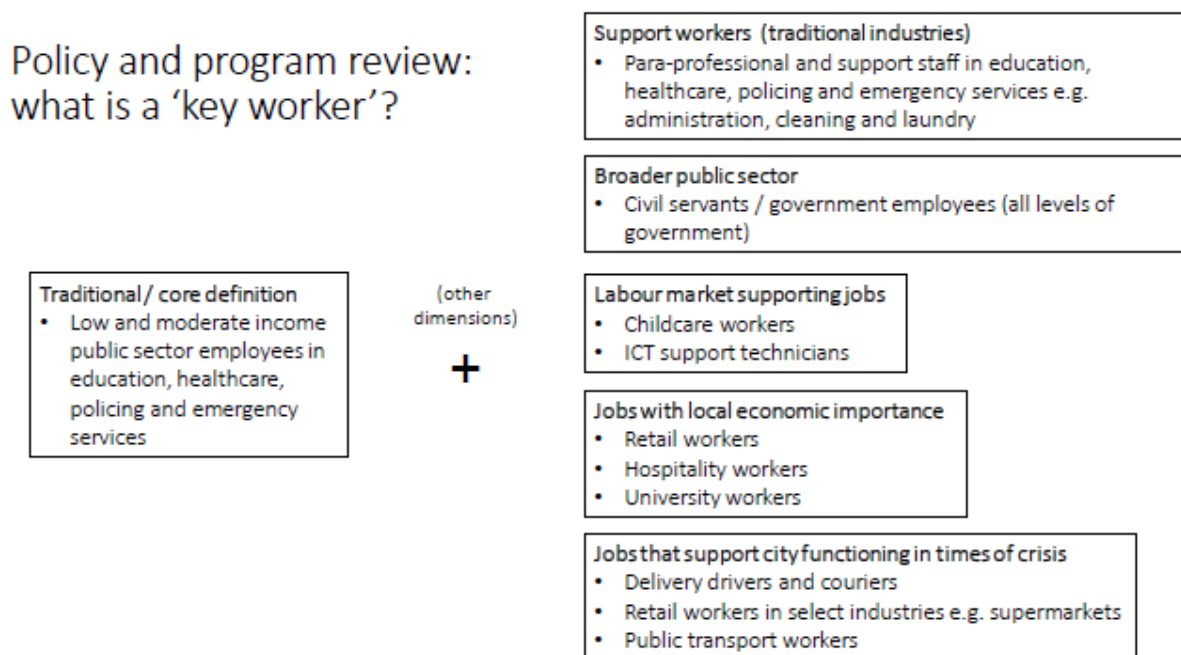 Policy and program review:
what is a ‘key worker’?
Traditional/ core definition
• Low and moderate income
public sector employees in
education, healthcare,
policing and emergency
services
(other
dimensions)
+
Support workers (traditional industries)
• Para-professional and support staff in education,
healthcare, policing and emergency services e.g.
administration, cleaning and laundry
Broader public sector
• Civil servants / government employees (all levels of
government)
Labour market supporting jobs
• Childcare workers
• ICT support technicians
Jobs with local economic importance
• Retail workers
• Hospitality workers
• University workers
Jobs that support city functioning in times of crisis
• Delivery drivers and couriers
• Retail workers in select industries e.g. supermarkets
• Public transport workers